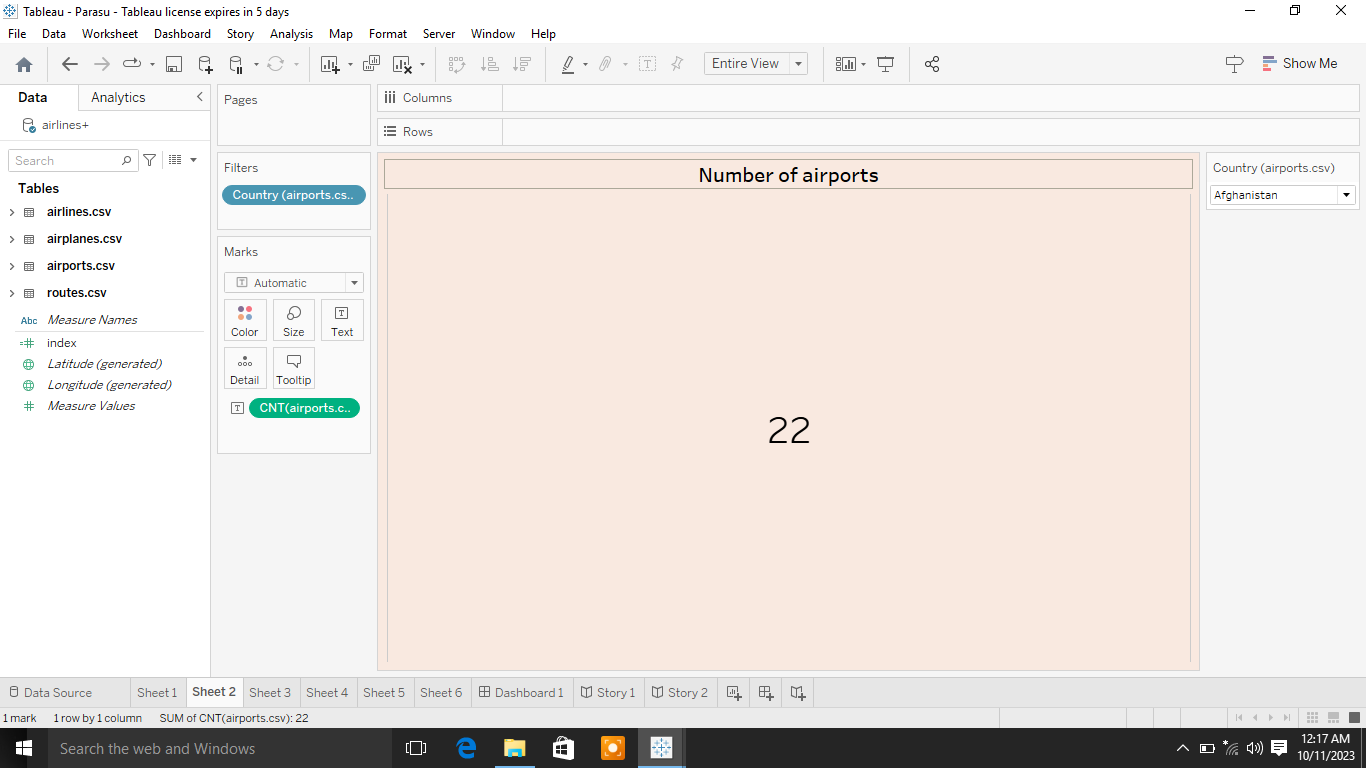 Tableau - Parasu - Tableau license expires in 5 days
File Data Worksheet Dashboard Story Analysis Map Format Server Window Help
Entire View
Show Me
Data Analytics
airlines+
Search
Tables
airlines.csv
airplanes.csv
airports.csv
routes.csv
Abc Measure Names
index
Latitude (generated)
Longitude (generated)
Measure Values
Pages
Filters
Country (airports.cs..
Marks
Automatic
Color Size Text
Detail Tooltip
CNT(airports.c..
Columns
Rows
Number of airports
22
Country (airports.csv)
Afghanistan
Data Source Sheet 1 Sheet 2 Sheet 3 Sheet 4 Sheet 5 Sheet 6 Dashboard 1 Story 1 Story 2
1 mark 1 row by 1 column SUM of CNT(airports.csv): 22
Search the web and Windows
12:17 AM
10/11/2023